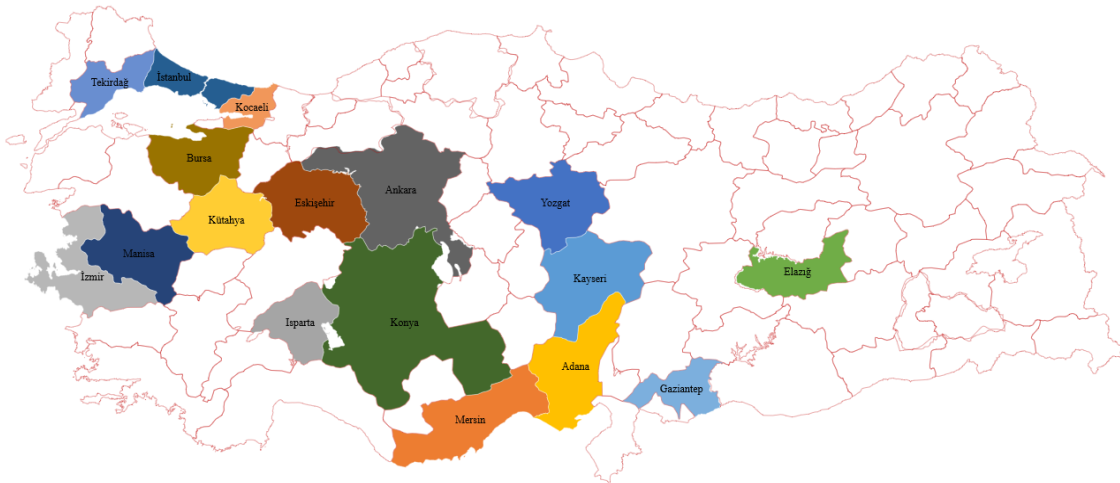 İstanbul
Tekirdağ
Kocaeli
Bursa
Ankara
Eskişehir
Yozgat
Kütahya
Manisa
İzmir
Elazığ
Kayseri
Isparta
Konya
Adana
Gaziantep
Mersin